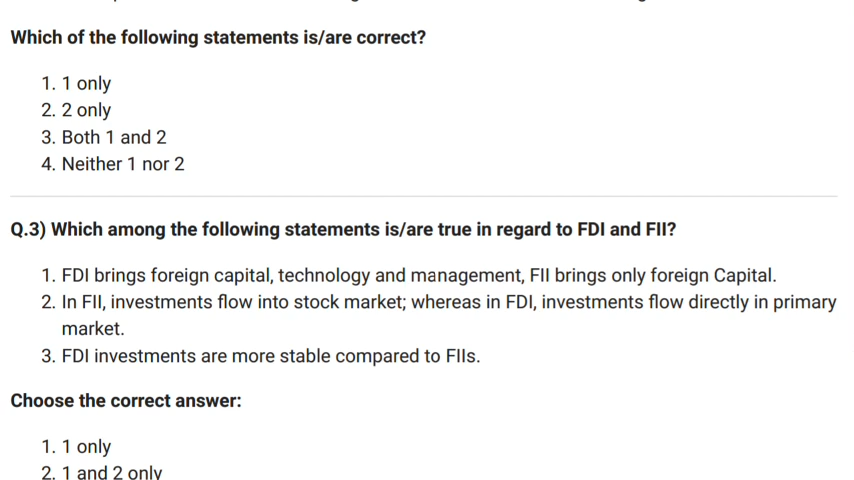 Which of the following statements is/are correct?
1. 1 only
2. 2 only
3. Both 1 and 2
4. Neither 1 nor 2
Q.3) Which among the following statements is/are true in regard to FDI and FII?
1. FDI brings foreign capital, technology and management, FII brings only foreign Capital.
2. In FII, investments flow into stock market; whereas in FDI, investments flow directly in primary
market.
3. FDI investments are more stable compared to FIIs.
Choose the correct answer:
1. 1 only
2. 1 and 2 only